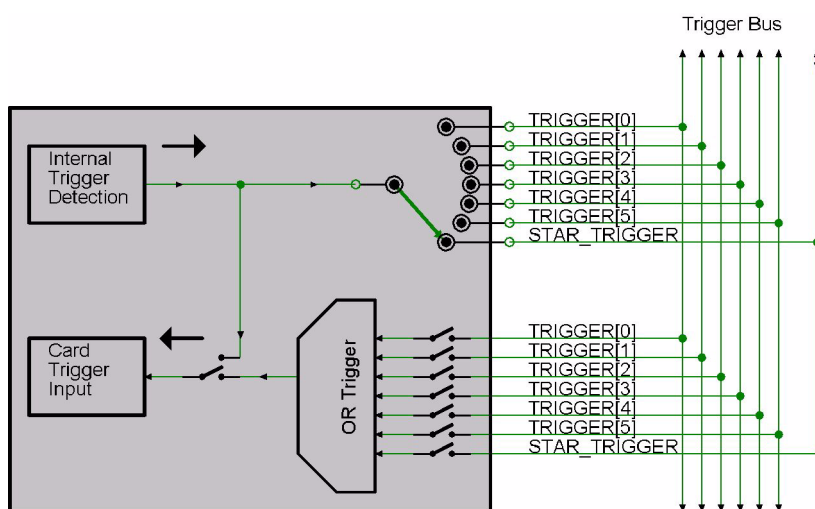 Trigger Bus
Internal
Trigger
Detection
TRIGGER[0]
TRIGGER[1]
TRIGGER[2]
TRIGGER[3]
TRIGGER[4]
TRIGGER[5]
STAR_TRIGGER
Card
Trigger
Input
OR Trigger
TRIGGER[0]
TRIGGER[1]
TRIGGER[2]
TRIGGER[3]
TRIGGER[4]
TRIGGER[5]
STAR_TRIGGER